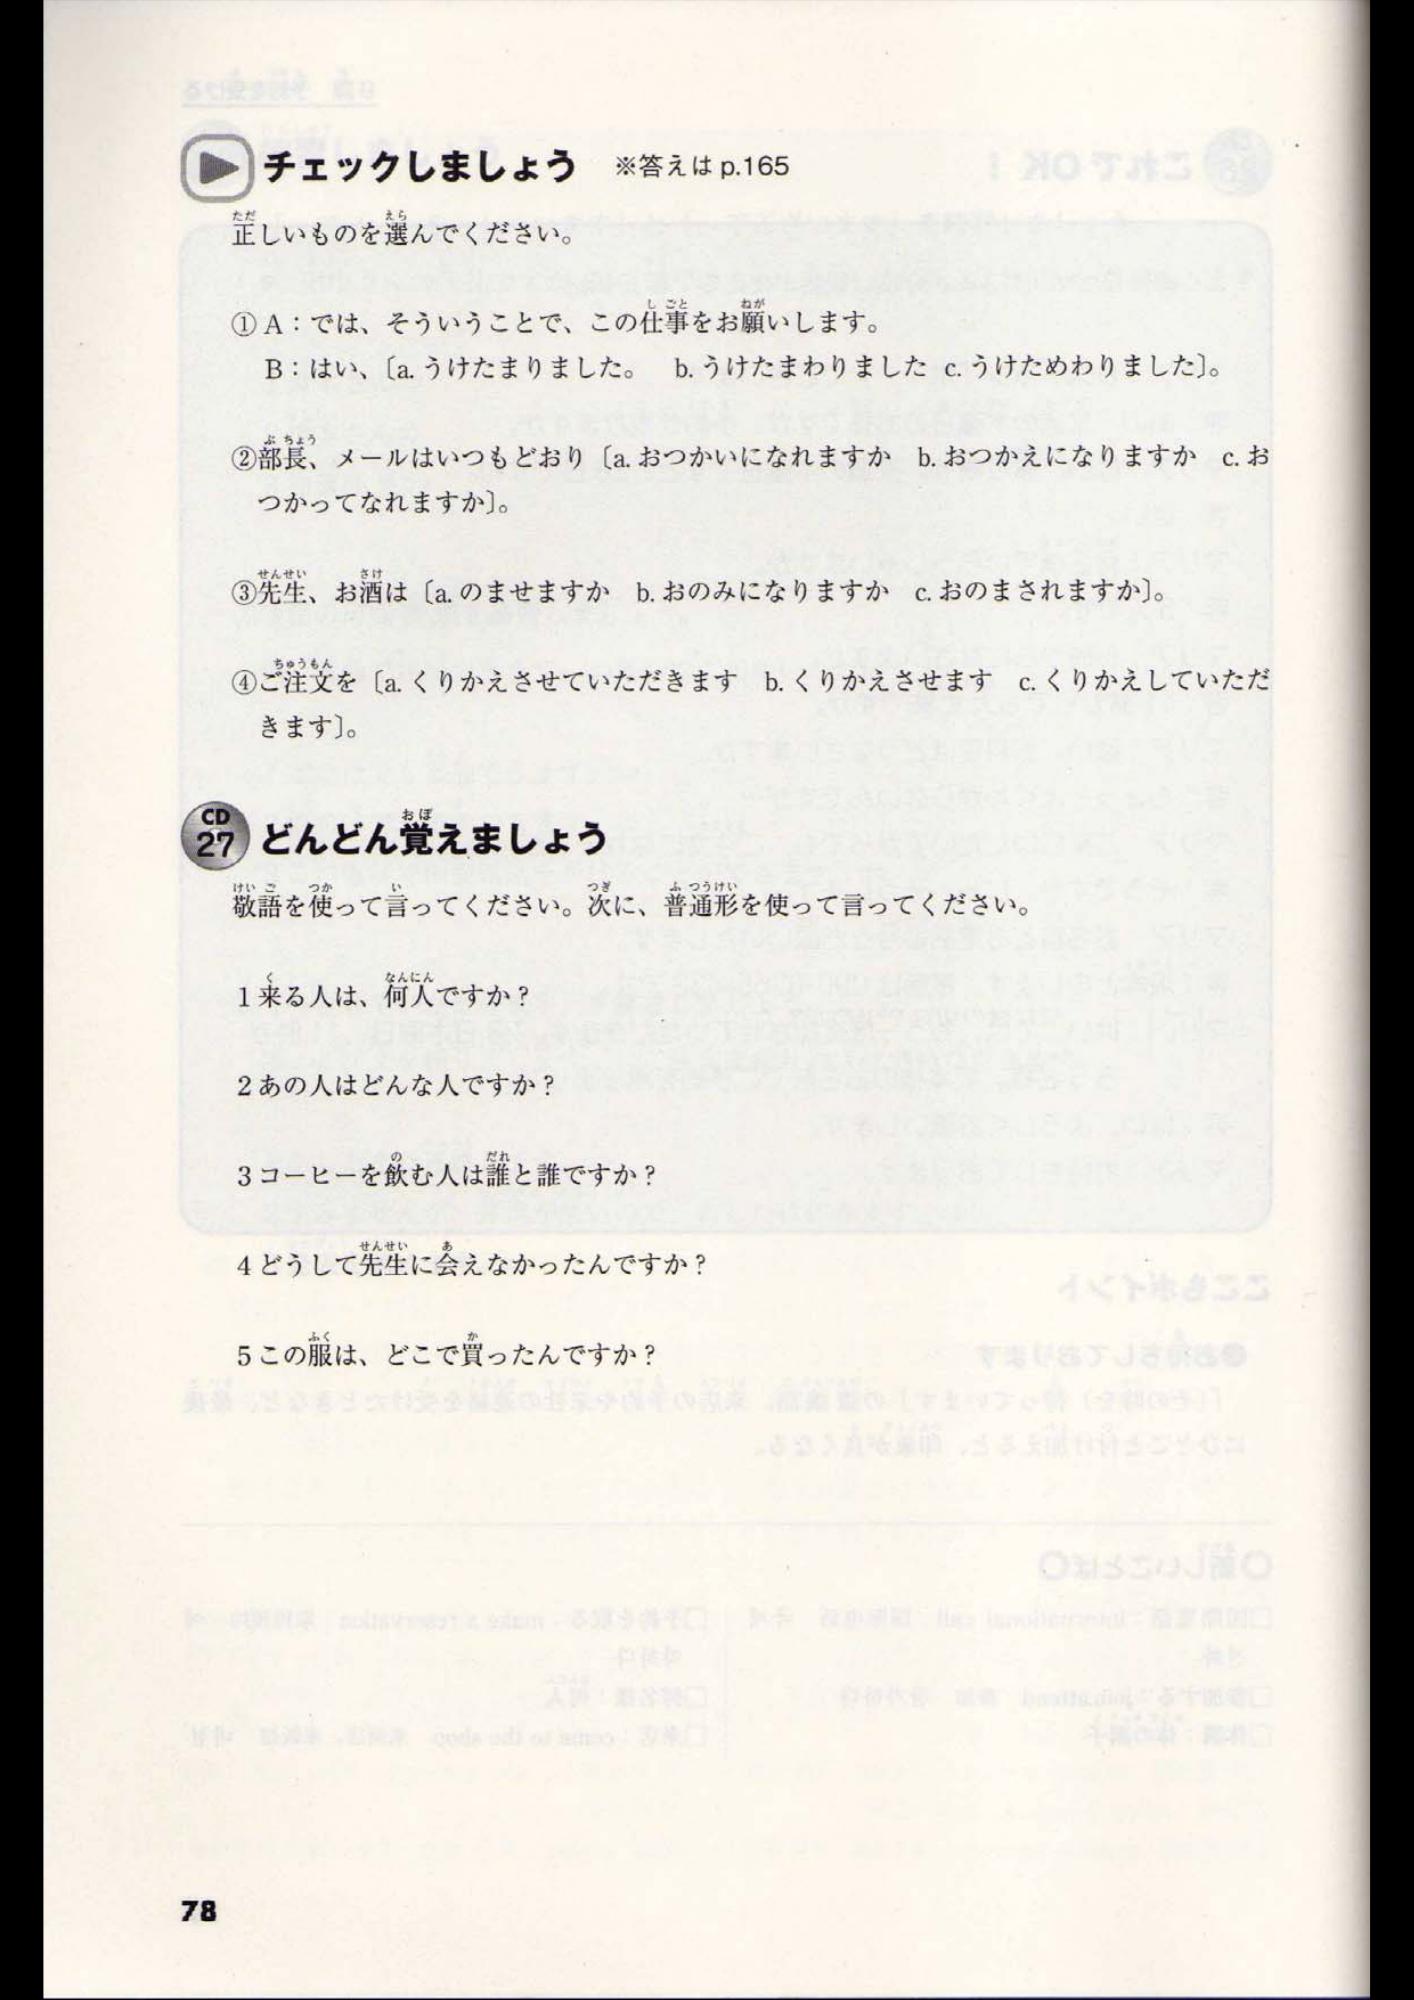 チェックしましょう ※答えは p.165
正しいものを選んでください。
① A：では、そういうことで、この仕事をお願いします。
B：はい、〔a. うけたまりました。 b. うけたまわりました c. うけためわりました〕。
②部長、メールはいつもどおり〔a. おつかいになれますか b. おつかえになりますか c. お
つかってなれますか〕。
③先生、お酒は〔a. のませますか b. おのみになりますか c. おのまされますか〕。
④ご注文を〔a. くりかえさせていただきます b. くりかえさせます c. くりかえしていただ
きます〕。
CD 27 どんどん覚えましょう
敬語を使って言ってください。次に、普通形を使って言ってください。
1 来る人は、何人ですか？
2 あの人はどんな人ですか？
3 コーヒーを飲む人は誰と誰ですか？
4 どうして先生に会えなかったんですか？
5 この服は、どこで買ったんですか？
78